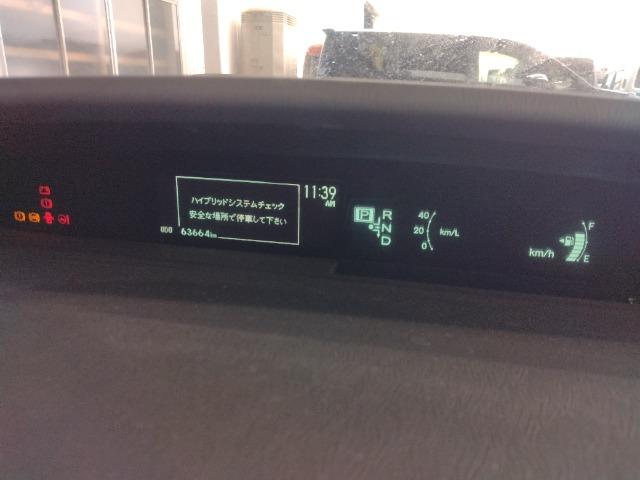 ハイブリッドシステムチェック
安全な場所で停車して下さい
11:39
AM
ODO 63664km
P
R
N
D
40
20
0
km/L
km/h
F
E